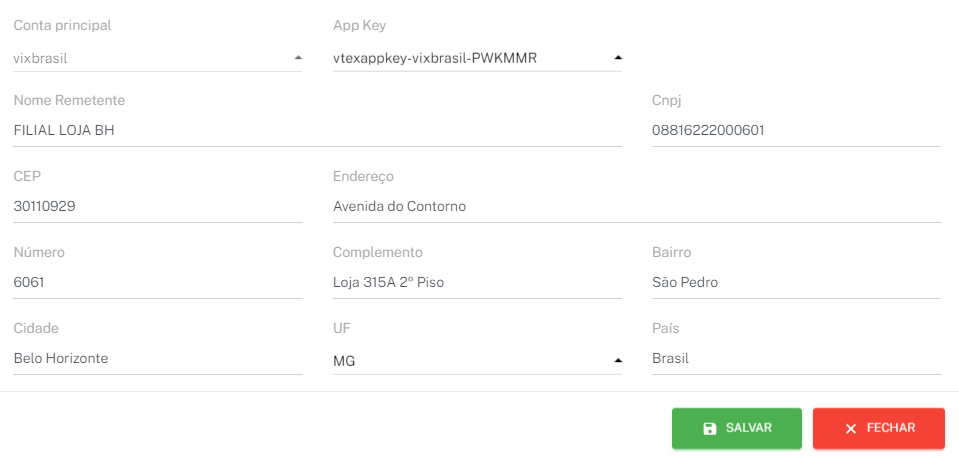 Conta principal
App Key
vixbrasil
vtexappkey-vixbrasil-PWKMMR
Nome Remetente
Cnpj
FILIAL LOJA BH
08816222000601
CEP
Endereço
30110929
Avenida do Contorno
Número
Complemento
Bairro
6061
Loja 315A 2º Piso
São Pedro
Cidade
UF
País
Belo Horizonte
MG
Brasil
SALVAR
FECHAR